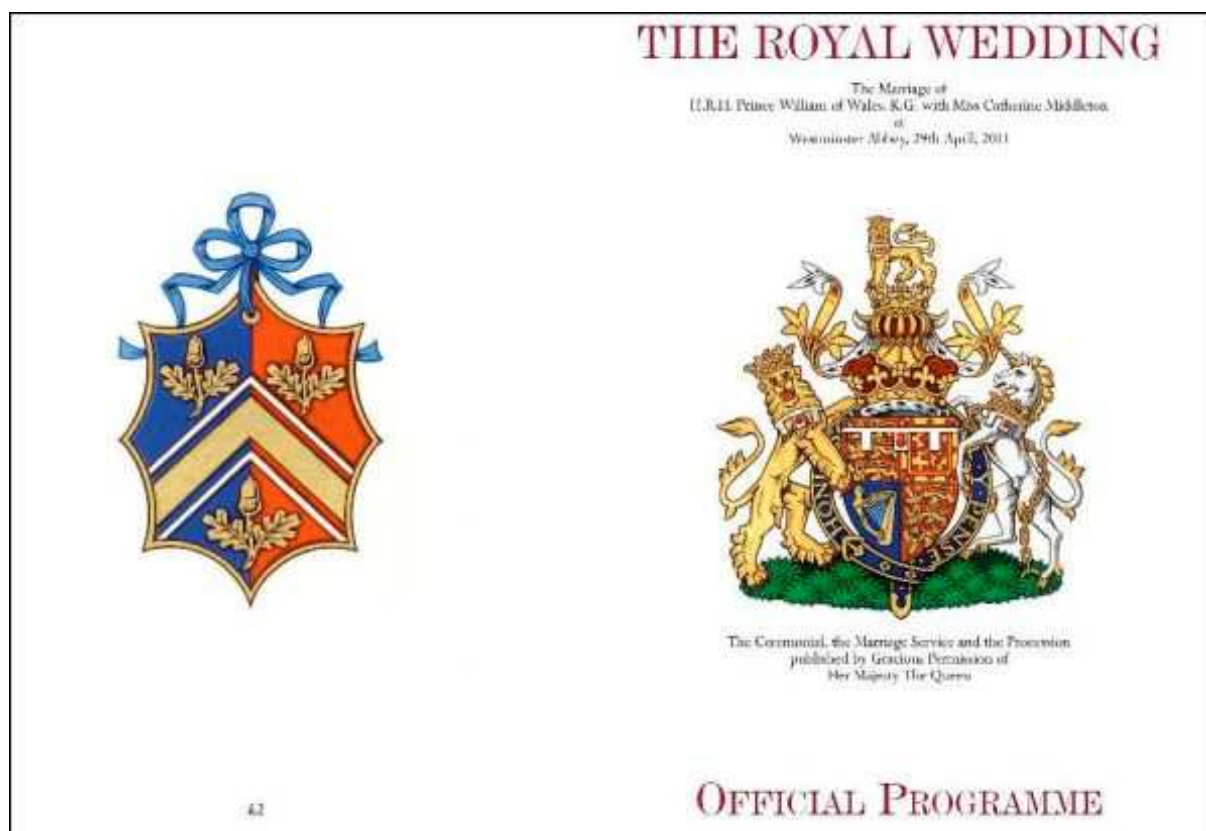 THE ROYAL WEDDING
The Marriage of
H.R.H. Prince William of Wales, K.G. with Miss Catherine Middleton
at
Westminster Abbey, 29th April, 2011
HONI Y PENSE
The Ceremonial, the Marriage Service and the Procession
published by Gracious Permission of
Her Majesty The Queen
OFFICIAL PROGRAMME